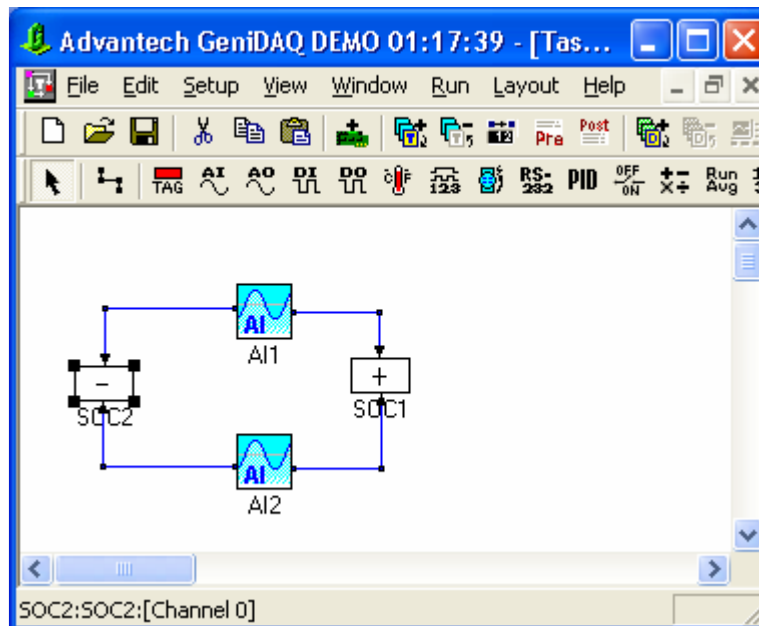 Advantech GeniDAQ DEMO 01:17:39 - [Tas...
File Edit Setup View Window Run Layout Help
Pre Post
TAG AI AO DI DO C F 123 RS-232 PID OFF ON Run Avg
AI
AI1
-
+
SOC2
SOC1
AI
AI2
SOC2:SOC2:[Channel 0]